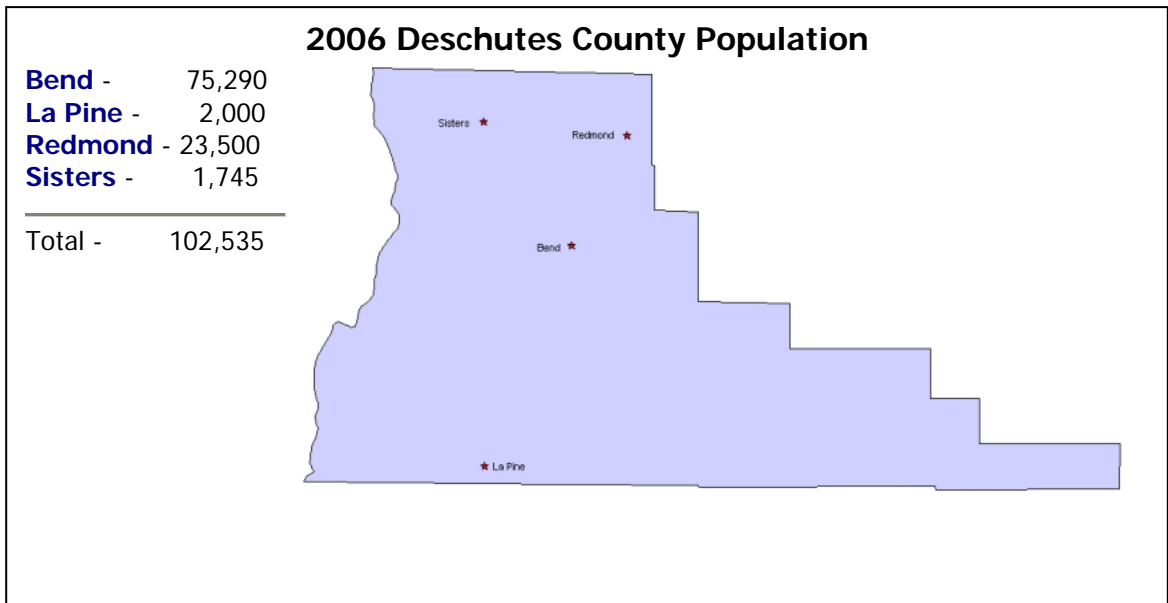 2006 Deschutes County Population
Bend - 75,290
La Pine - 2,000
Redmond - 23,500
Sisters - 1,745
Total - 102,535
Sisters
Redmond
Bend
La Pine